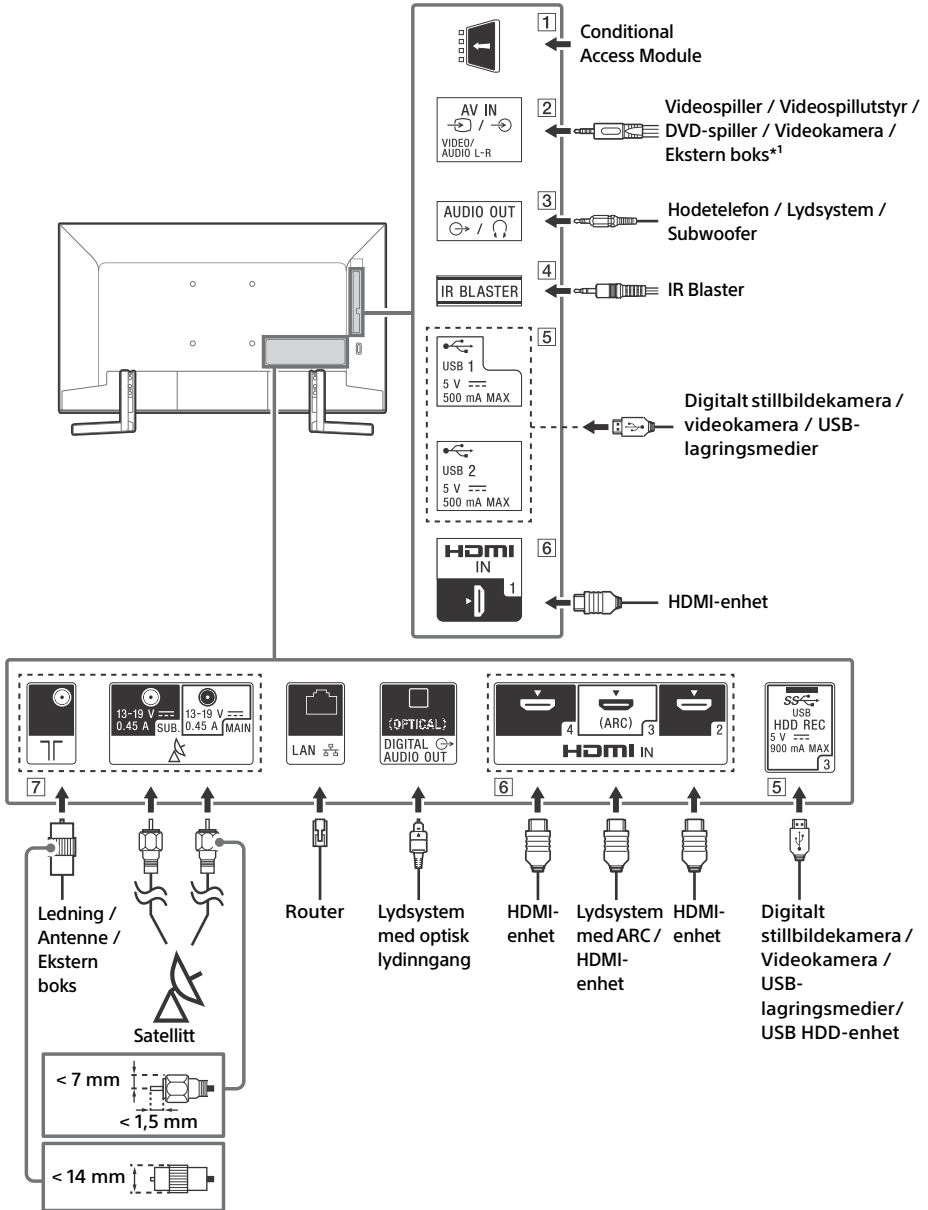 1
Conditional
Access Module
AV IN
/
VIDEO/
AUDIO L-R
2
Videospiller / Videospillutstyr /
DVD-spiller / Videokamera /
Ekstern boks*1
AUDIO OUT
/
3
Hodetelefon / Lydsystem /
Subwoofer
4
IR BLASTER
IR Blaster
5
USB 1
5 V
500 mA MAX
USB 2
5 V
500 mA MAX
Digitalt stillbildekamera /
videokamera / USB-
lagringsmedier
HDMI
IN
1
6
HDMI-enhet
13-19 V
0.45 A
SUB.
13-19 V
0.45 A
MAIN
LAN
(OPTICAL)
DIGITAL
AUDIO OUT
4
(ARC)
3
2
HDMI IN
SS
USB
HDD REC
5 V
900 mA MAX
3
7
6
5
Ledning /
Antenne /
Ekstern
boks
Satellitt
Router
Lydsystem
med optisk
lydinngang
HDMI-
enhet
Lydsystem
med ARC /
HDMI-
enhet
HDMI-
enhet
Digitalt
stillbildekamera /
Videokamera /
USB-
lagringsmedier/
USB HDD-enhet
< 7 mm
< 1,5 mm
< 14 mm